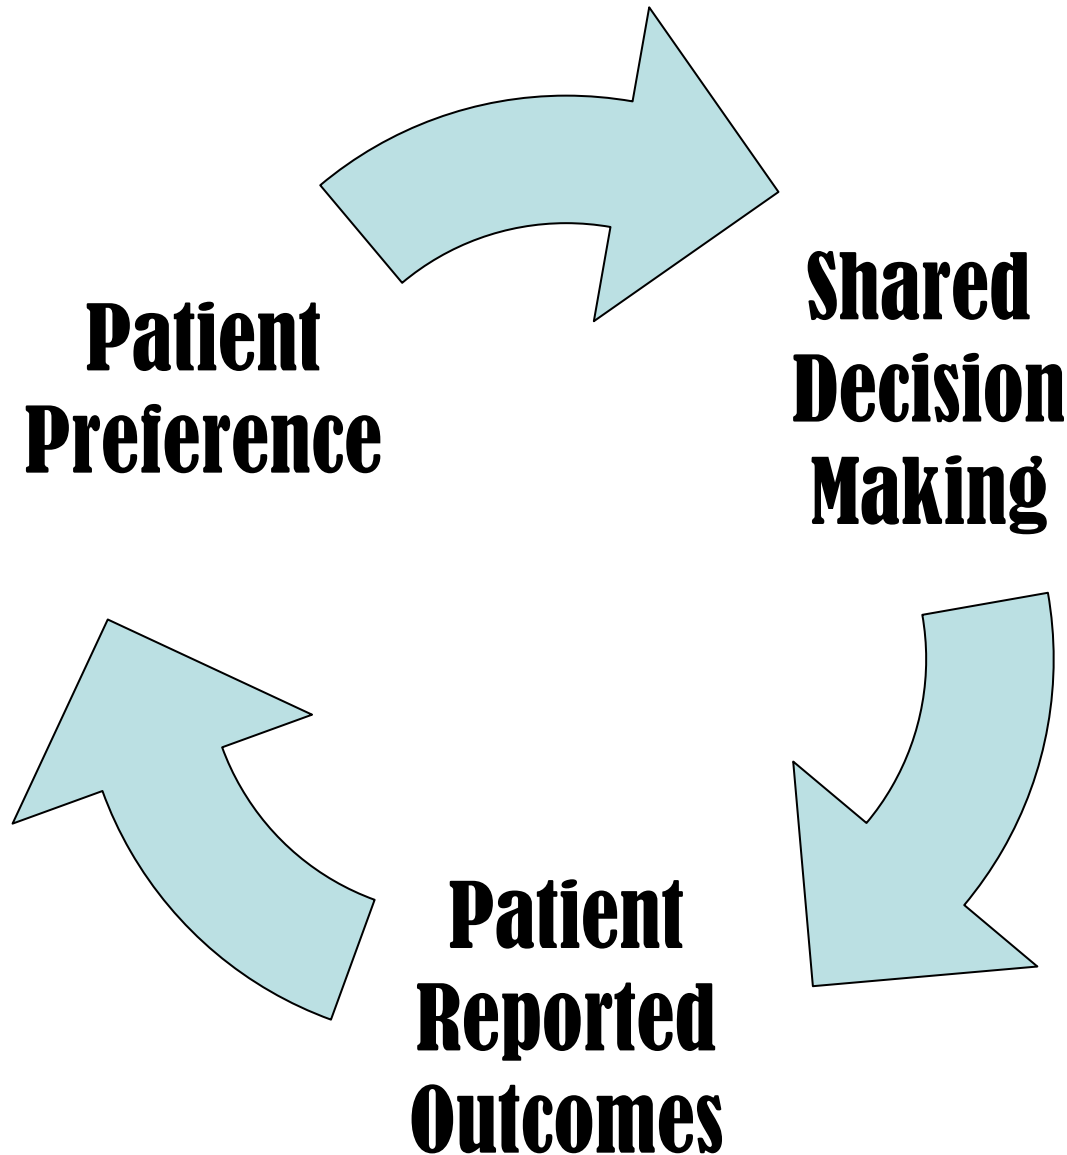 Patient
Preference
Shared
Decision
Making
Patient
Reported
Outcomes